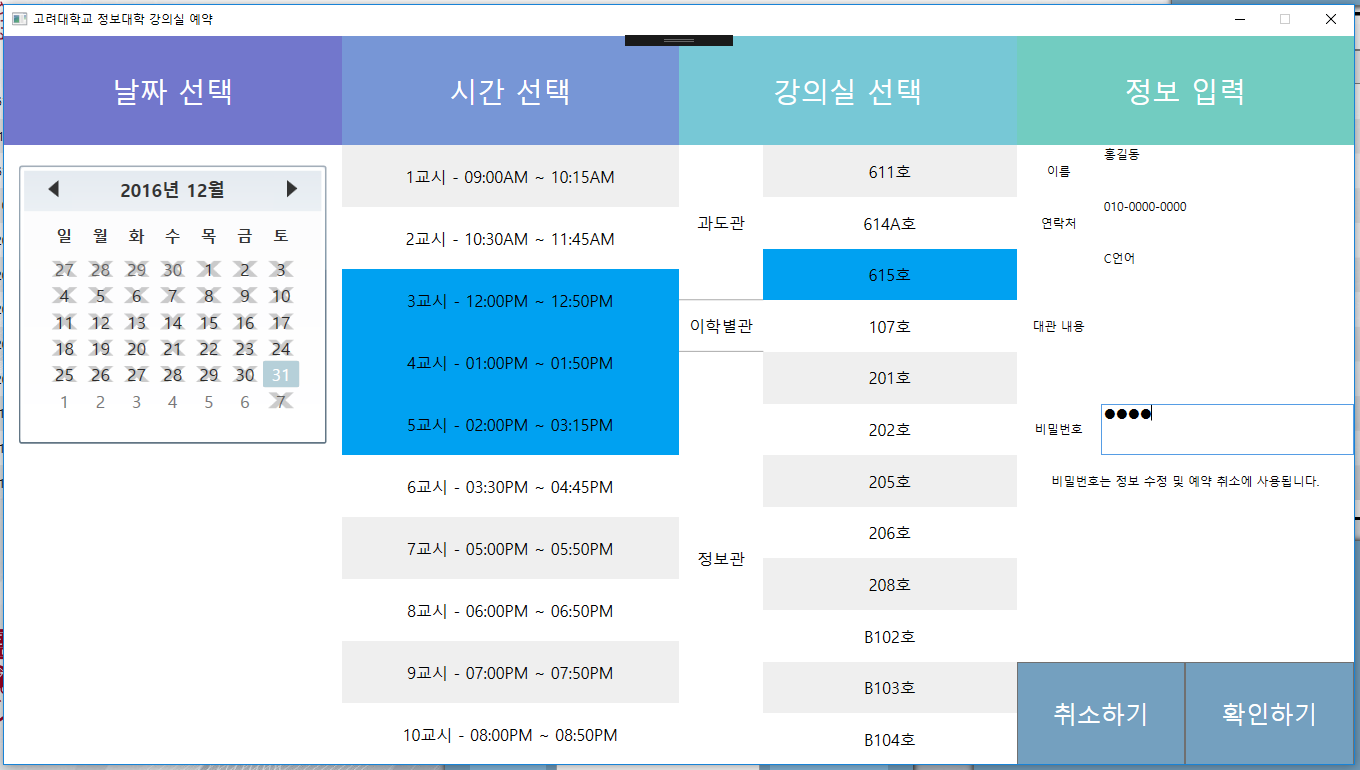 고려대학교 정보대학 강의실 예약
날짜 선택
시간 선택
강의실 선택
정보 입력
2016년 12월
일 월 화 수 목 금 토
27 28 29 30 1 2 3
4 5 6 7 8 9 10
11 12 13 14 15 16 17
18 19 20 21 22 23 24
25 26 27 28 29 30 31
1 2 3 4 5 6 7
1교시 - 09:00AM ~ 10:15AM
2교시 - 10:30AM ~ 11:45AM
3교시 - 12:00PM ~ 12:50PM
4교시 - 01:00PM ~ 01:50PM
5교시 - 02:00PM ~ 03:15PM
6교시 - 03:30PM ~ 04:45PM
7교시 - 05:00PM ~ 05:50PM
8교시 - 06:00PM ~ 06:50PM
9교시 - 07:00PM ~ 07:50PM
10교시 - 08:00PM ~ 08:50PM
과도관
611호
614A호
615호
이학별관
107호
정보관
201호
202호
205호
206호
208호
B102호
B103호
B104호
이름
홍길동
연락처
010-0000-0000
대관 내용
C언어
비밀번호
●●●●
비밀번호는 정보 수정 및 예약 취소에 사용됩니다.
취소하기
확인하기